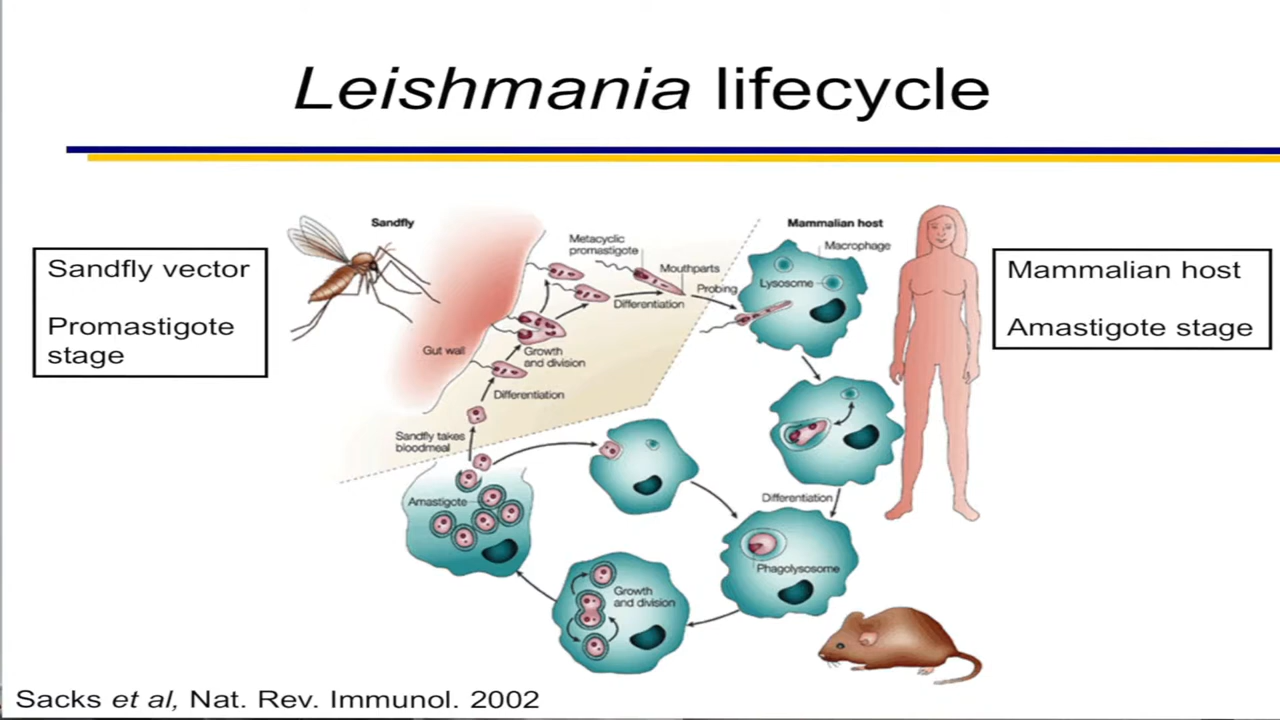 Leishmania lifecycle
Sandfly vector
Promastigote
stage
Sandfly
Metacyclic
promastigote
Mouthparts
Probing
Differentiation
Gut wall
Growth
and division
Differentiation
Sandfly takes
bloodmeal
Amastigote
Mammalian host
Macrophage
Lysosome
Differentiation
Phagolysosome
Growth
and division
Mammalian host
Amastigote stage
Sacks et al, Nat. Rev. Immunol. 2002